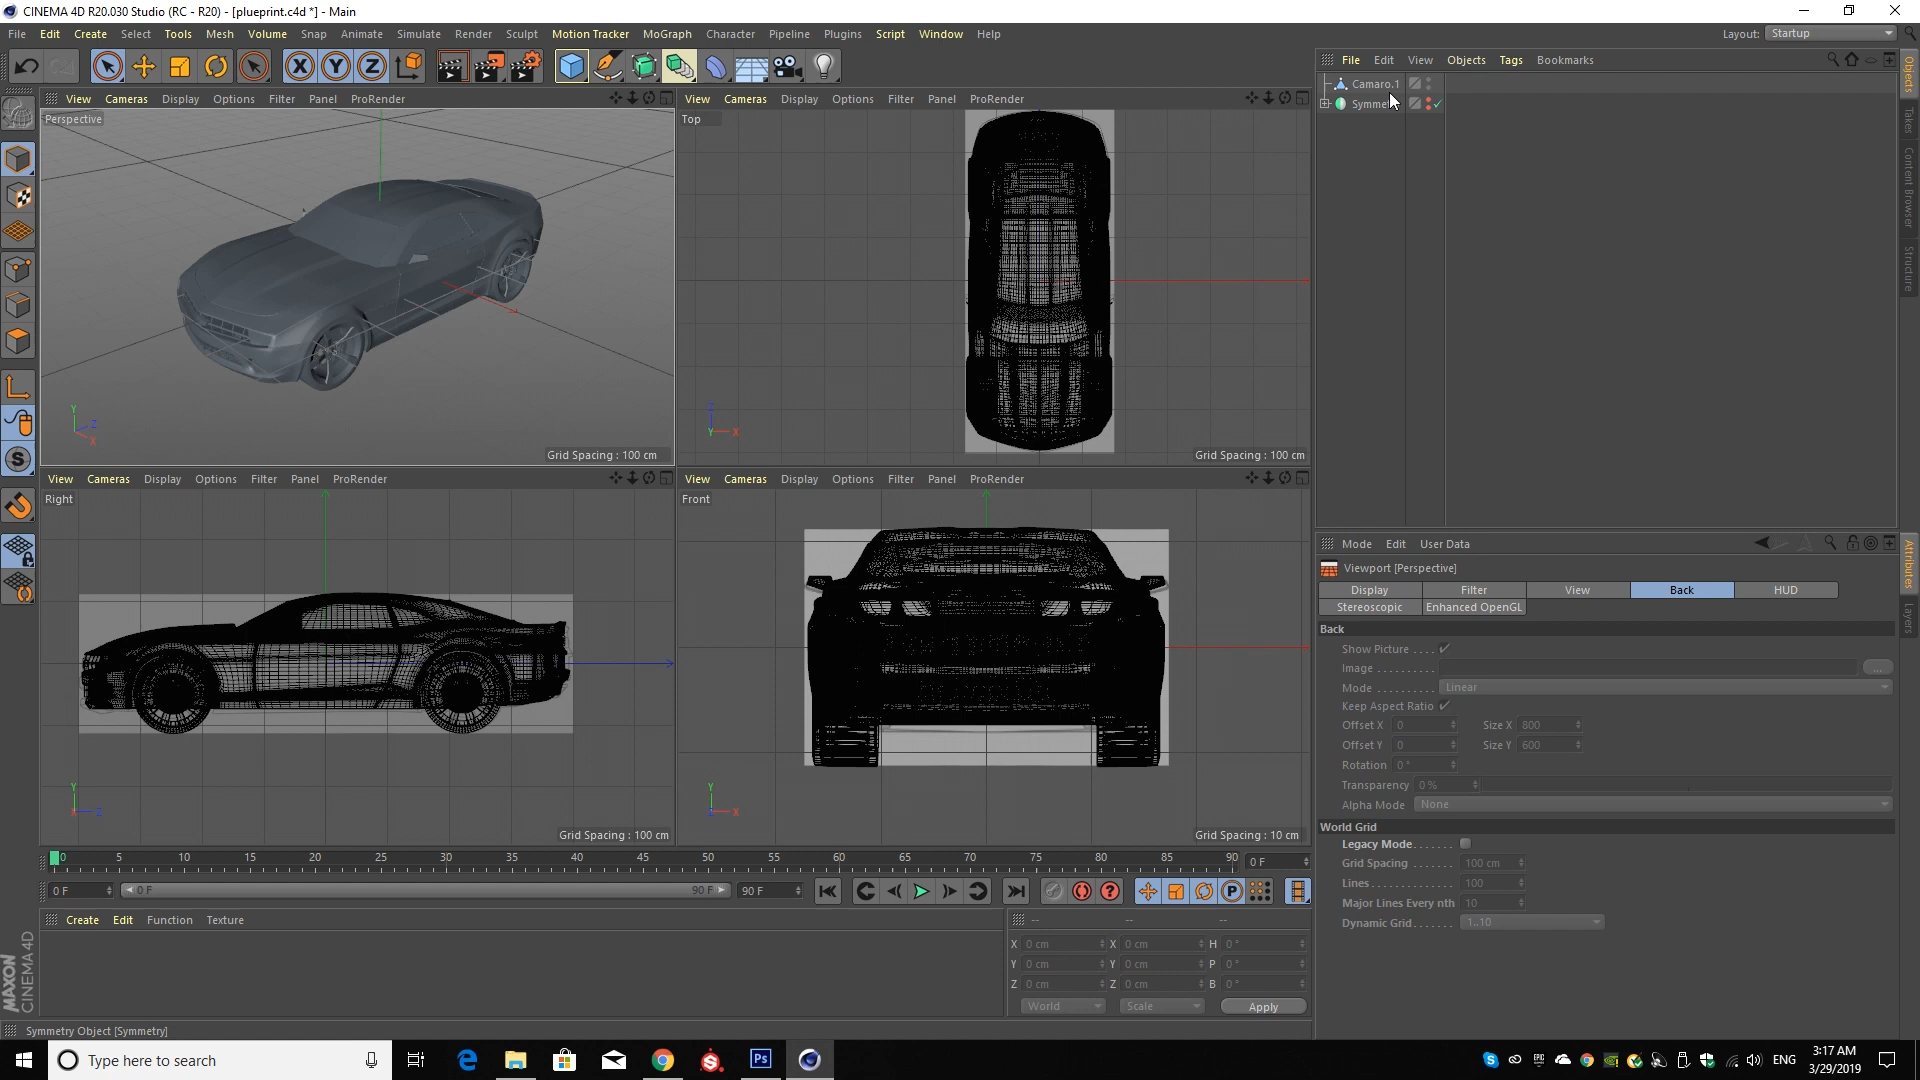 CINEMA 4D R20.030 Studio (RC - R20) - [plueprint.c4d *] - Main
File Edit Create Select Tools Mesh Volume Snap Animate Simulate Render Sculpt Motion Tracker MoGraph Character Pipeline Plugins Script Window Help
Layout: Startup
File Edit View Objects Tags Bookmarks
Camaro.1
Symme
Objects
Takes
Content Browser
Structure
View Cameras Display Options Filter Panel ProRender
Perspective
Grid Spacing : 100 cm
View Cameras Display Options Filter Panel ProRender
Top
Grid Spacing : 100 cm
View Cameras Display Options Filter Panel ProRender
Right
Grid Spacing : 100 cm
View Cameras Display Options Filter Panel ProRender
Front
Grid Spacing : 10 cm
Mode Edit User Data
Viewport [Perspective]
Display Filter View Back HUD
Stereoscopic Enhanced OpenGL
Back
Show Picture . . . .
Image . . . . . . . . . .
...
Mode . . . . . . . . . . Linear
Keep Aspect Ratio
Offset X 0 Size X 800
Offset Y 0 Size Y 600
Rotation 0 °
Transparency 0 %
Alpha Mode None
World Grid
Legacy Mode . . . . . . .
Grid Spacing . . . . . . . 100 cm
Lines . . . . . . . . . . . . . 100
Major Lines Every nth 10
Dynamic Grid . . . . . . . 1..10
Attributes
Layers
0 5 10 15 20 25 30 35 40 45 50 55 60 65 70 75 80 85 90 0 F
0 F 0 F 90 F 90 F
Create Edit Function Texture
-- -- --
X 0 cm X 0 cm H 0 °
Y 0 cm Y 0 cm P 0 °
Z 0 cm Z 0 cm B 0 °
World Scale Apply
MAXON
CINEMA 4D
Symmetry Object [Symmetry]
Type here to search
Ps
ENG
3:17 AM
3/29/2019